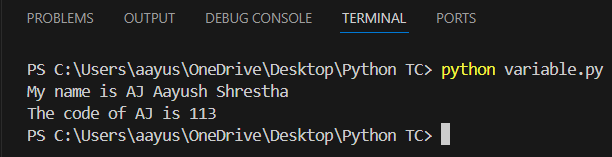 PROBLEMS OUTPUT DEBUG CONSOLE TERMINAL PORTS
PS C:\Users\aayus\OneDrive\Desktop\Python TC> python variable.py
My name is AJ Aayush Shrestha
The code of AJ is 113
PS C:\Users\aayus\OneDrive\Desktop\Python TC>